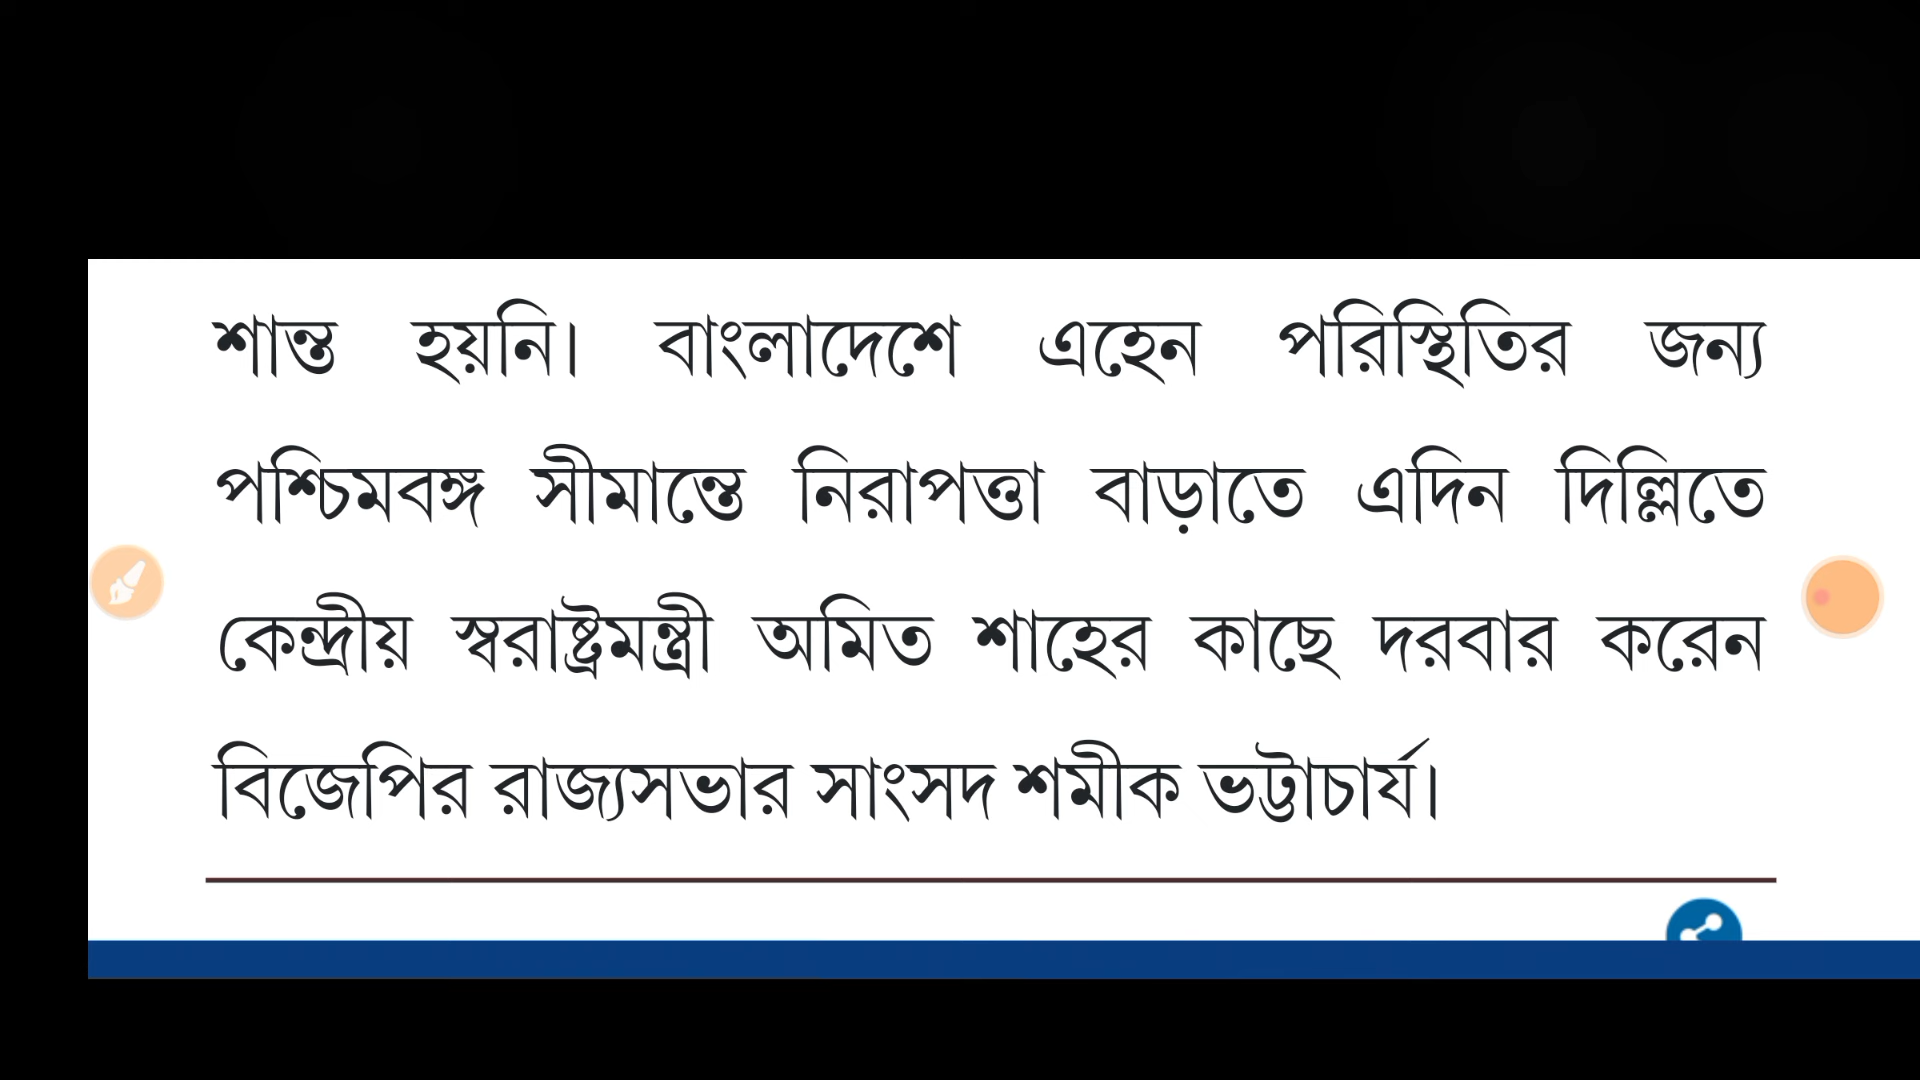 শান্ত হয়নি। বাংলাদেশে এহেন পরিস্থিতির জন্য
পশ্চিমবঙ্গ সীমান্তে নিরাপত্তা বাড়াতে এদিন দিল্লিতে
কেন্দ্রীয় স্বরাষ্ট্রমন্ত্রী অমিত শাহের কাছে দরবার করেন
বিজেপির রাজ্যসভার সাংসদ শমীক ভট্টাচার্য।